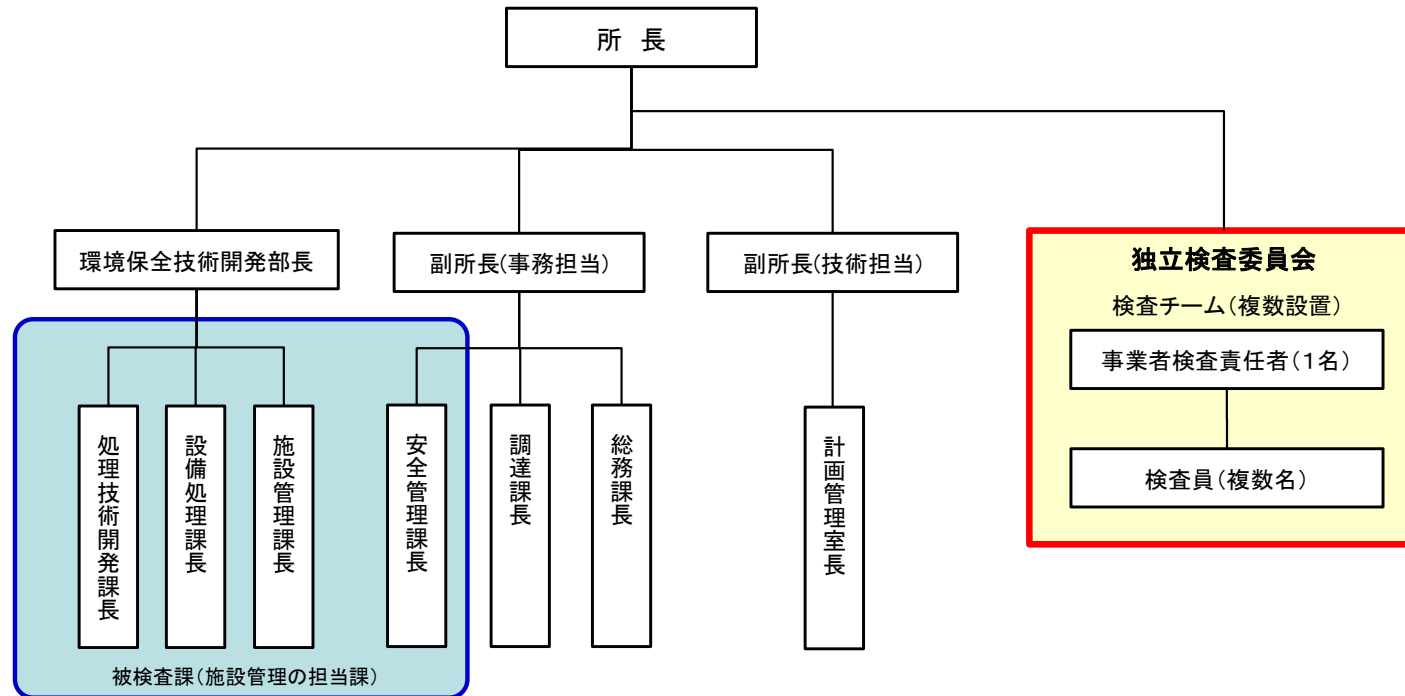 所 長
環境保全技術開発部長
副所長(事務担当)
副所長(技術担当)
独立検査委員会
検査チーム(複数設置)
事業者検査責任者(1名)
検査員(複数名)
処理技術開発課長
設備処理課長
施設管理課長
安全管理課長
調達課長
総務課長
計画管理室長
被検査課(施設管理の担当課)